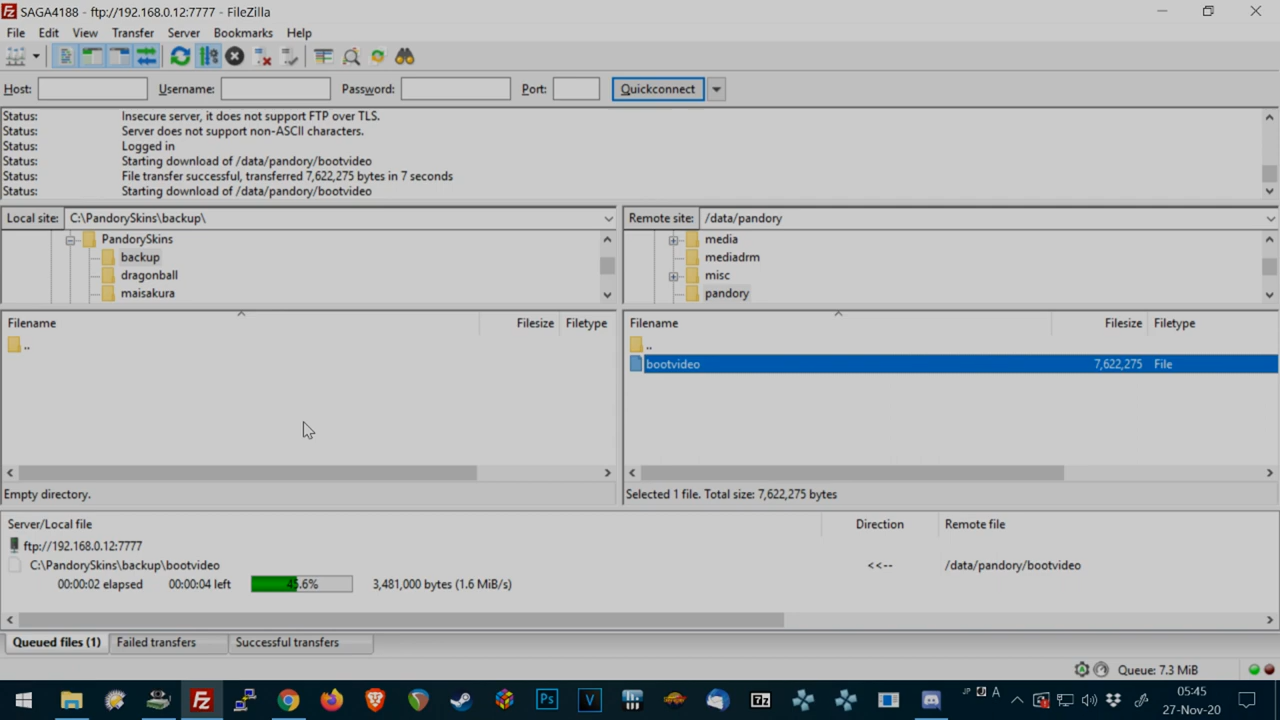 SAGA4188 - ftp://192.168.0.12:7777 - FileZilla
File Edit View Transfer Server Bookmarks Help
Host: Username: Password: Port: Quickconnect
Status: Insecure server, it does not support FTP over TLS.
Status: Server does not support non-ASCII characters.
Status: Logged in
Status: Starting download of /data/pandory/bootvideo
Status: File transfer successful, transferred 7,622,275 bytes in 7 seconds
Status: Starting download of /data/pandory/bootvideo
Local site: C:\PandorySkins\backup\
PandorySkins
backup
dragonball
maisakura
Filename Filesize Filetype
..
Empty directory.
Remote site: /data/pandory
media
mediadrm
misc
pandory
Filename Filesize Filetype
..
bootvideo 7,622,275 File
Selected 1 file. Total size: 7,622,275 bytes
Server/Local file Direction Remote file
ftp://192.168.0.12:7777
C:\PandorySkins\backup\bootvideo <<-- /data/pandory/bootvideo
00:00:02 elapsed 00:00:04 left 45.6% 3,481,000 bytes (1.6 MiB/s)
Queued files (1) Failed transfers Successful transfers
Queue: 7.3 MiB
Ps V 7z JP A 05:45
27-Nov-20